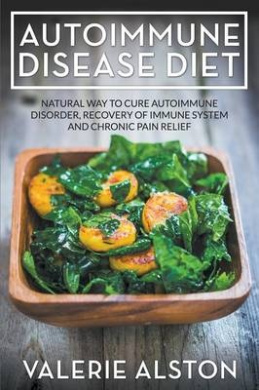 AUTOIMMUNE
DISEASE DIET
NATURAL WAY TO CURE AUTOIMMUNE
DISORDER, RECOVERY OF IMMUNE SYSTEM
AND CHRONIC PAIN RELIEF
VALERIE ALSTON